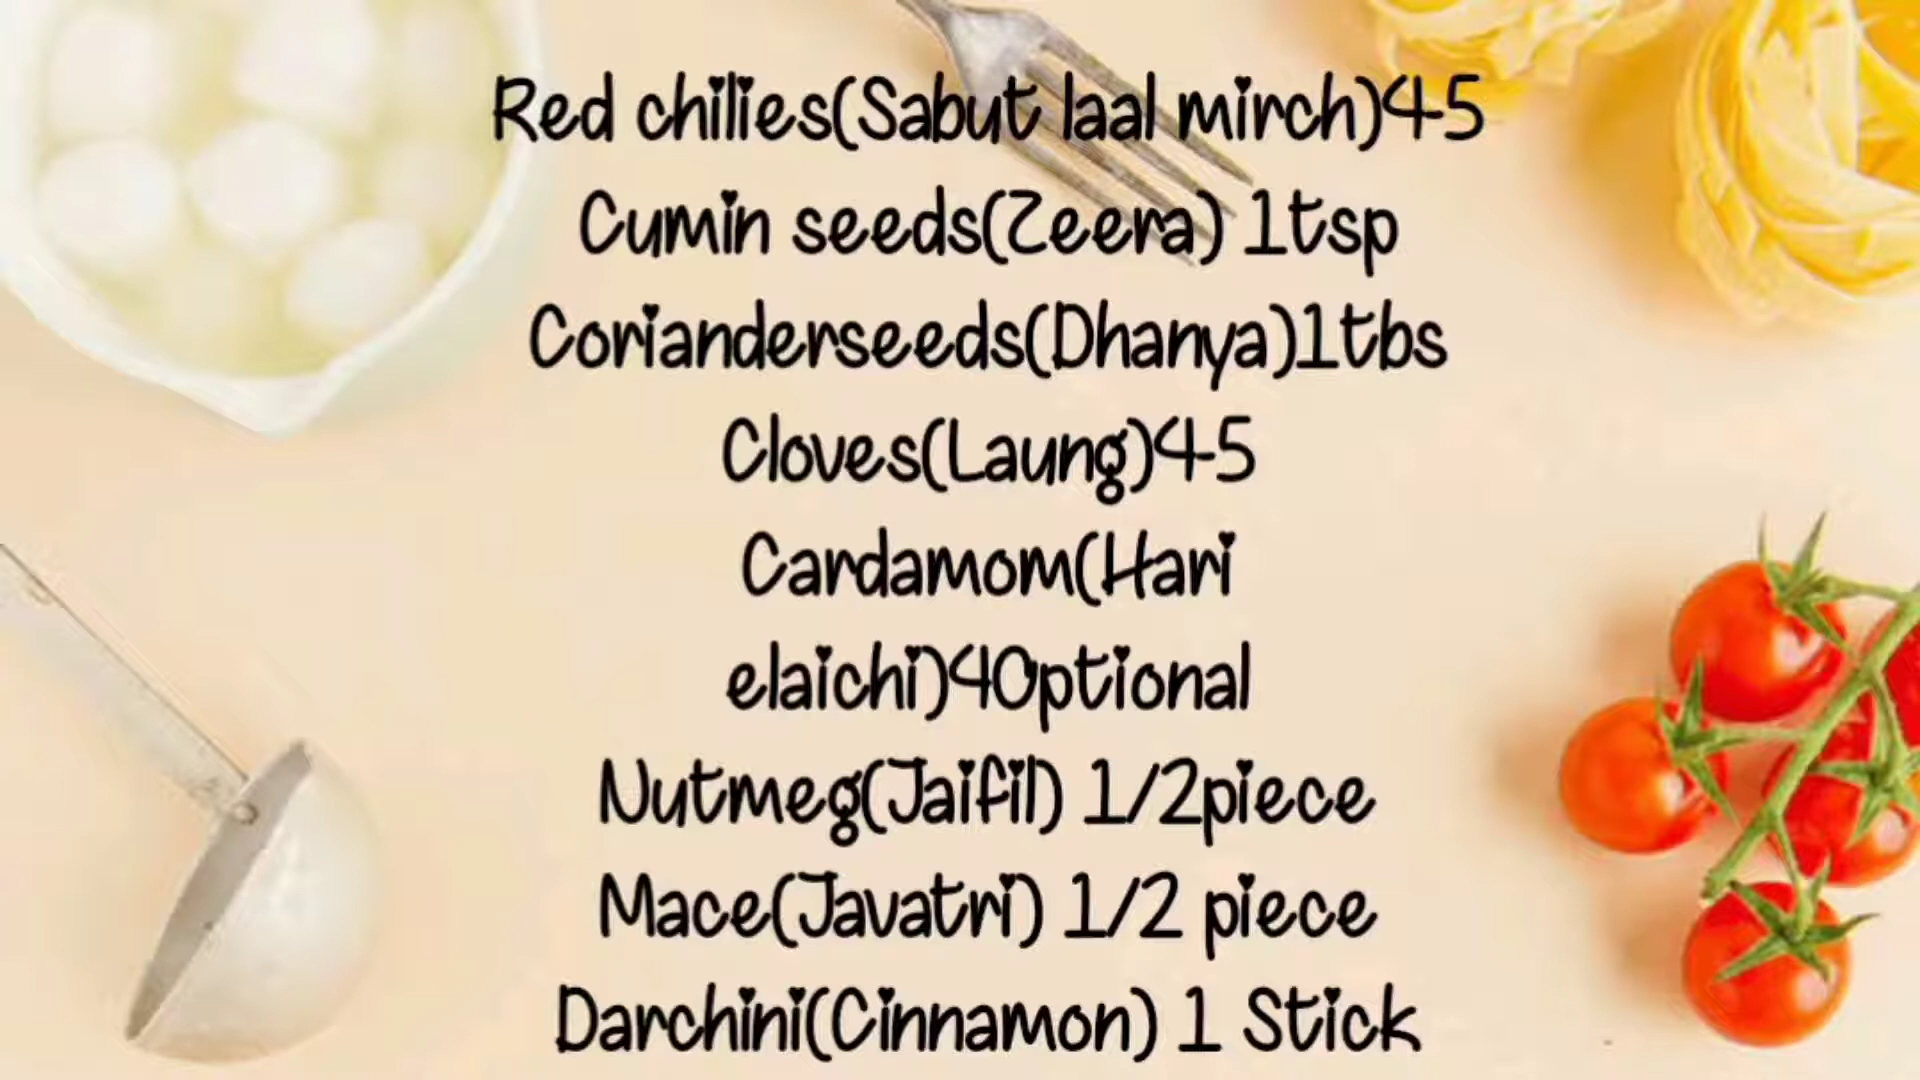 Red chilies(Sabut laal mirch)4-5
Cumin seeds(Zeera) 1tsp
Corianderseeds(Dhanya)1tbs
Cloves(Laung)4-5
Cardamom(Hari
elaichi)4Optional
Nutmeg(Jaifil) 1/2piece
Mace(Javatri) 1/2 piece
Darchini(Cinnamon) 1 Stick